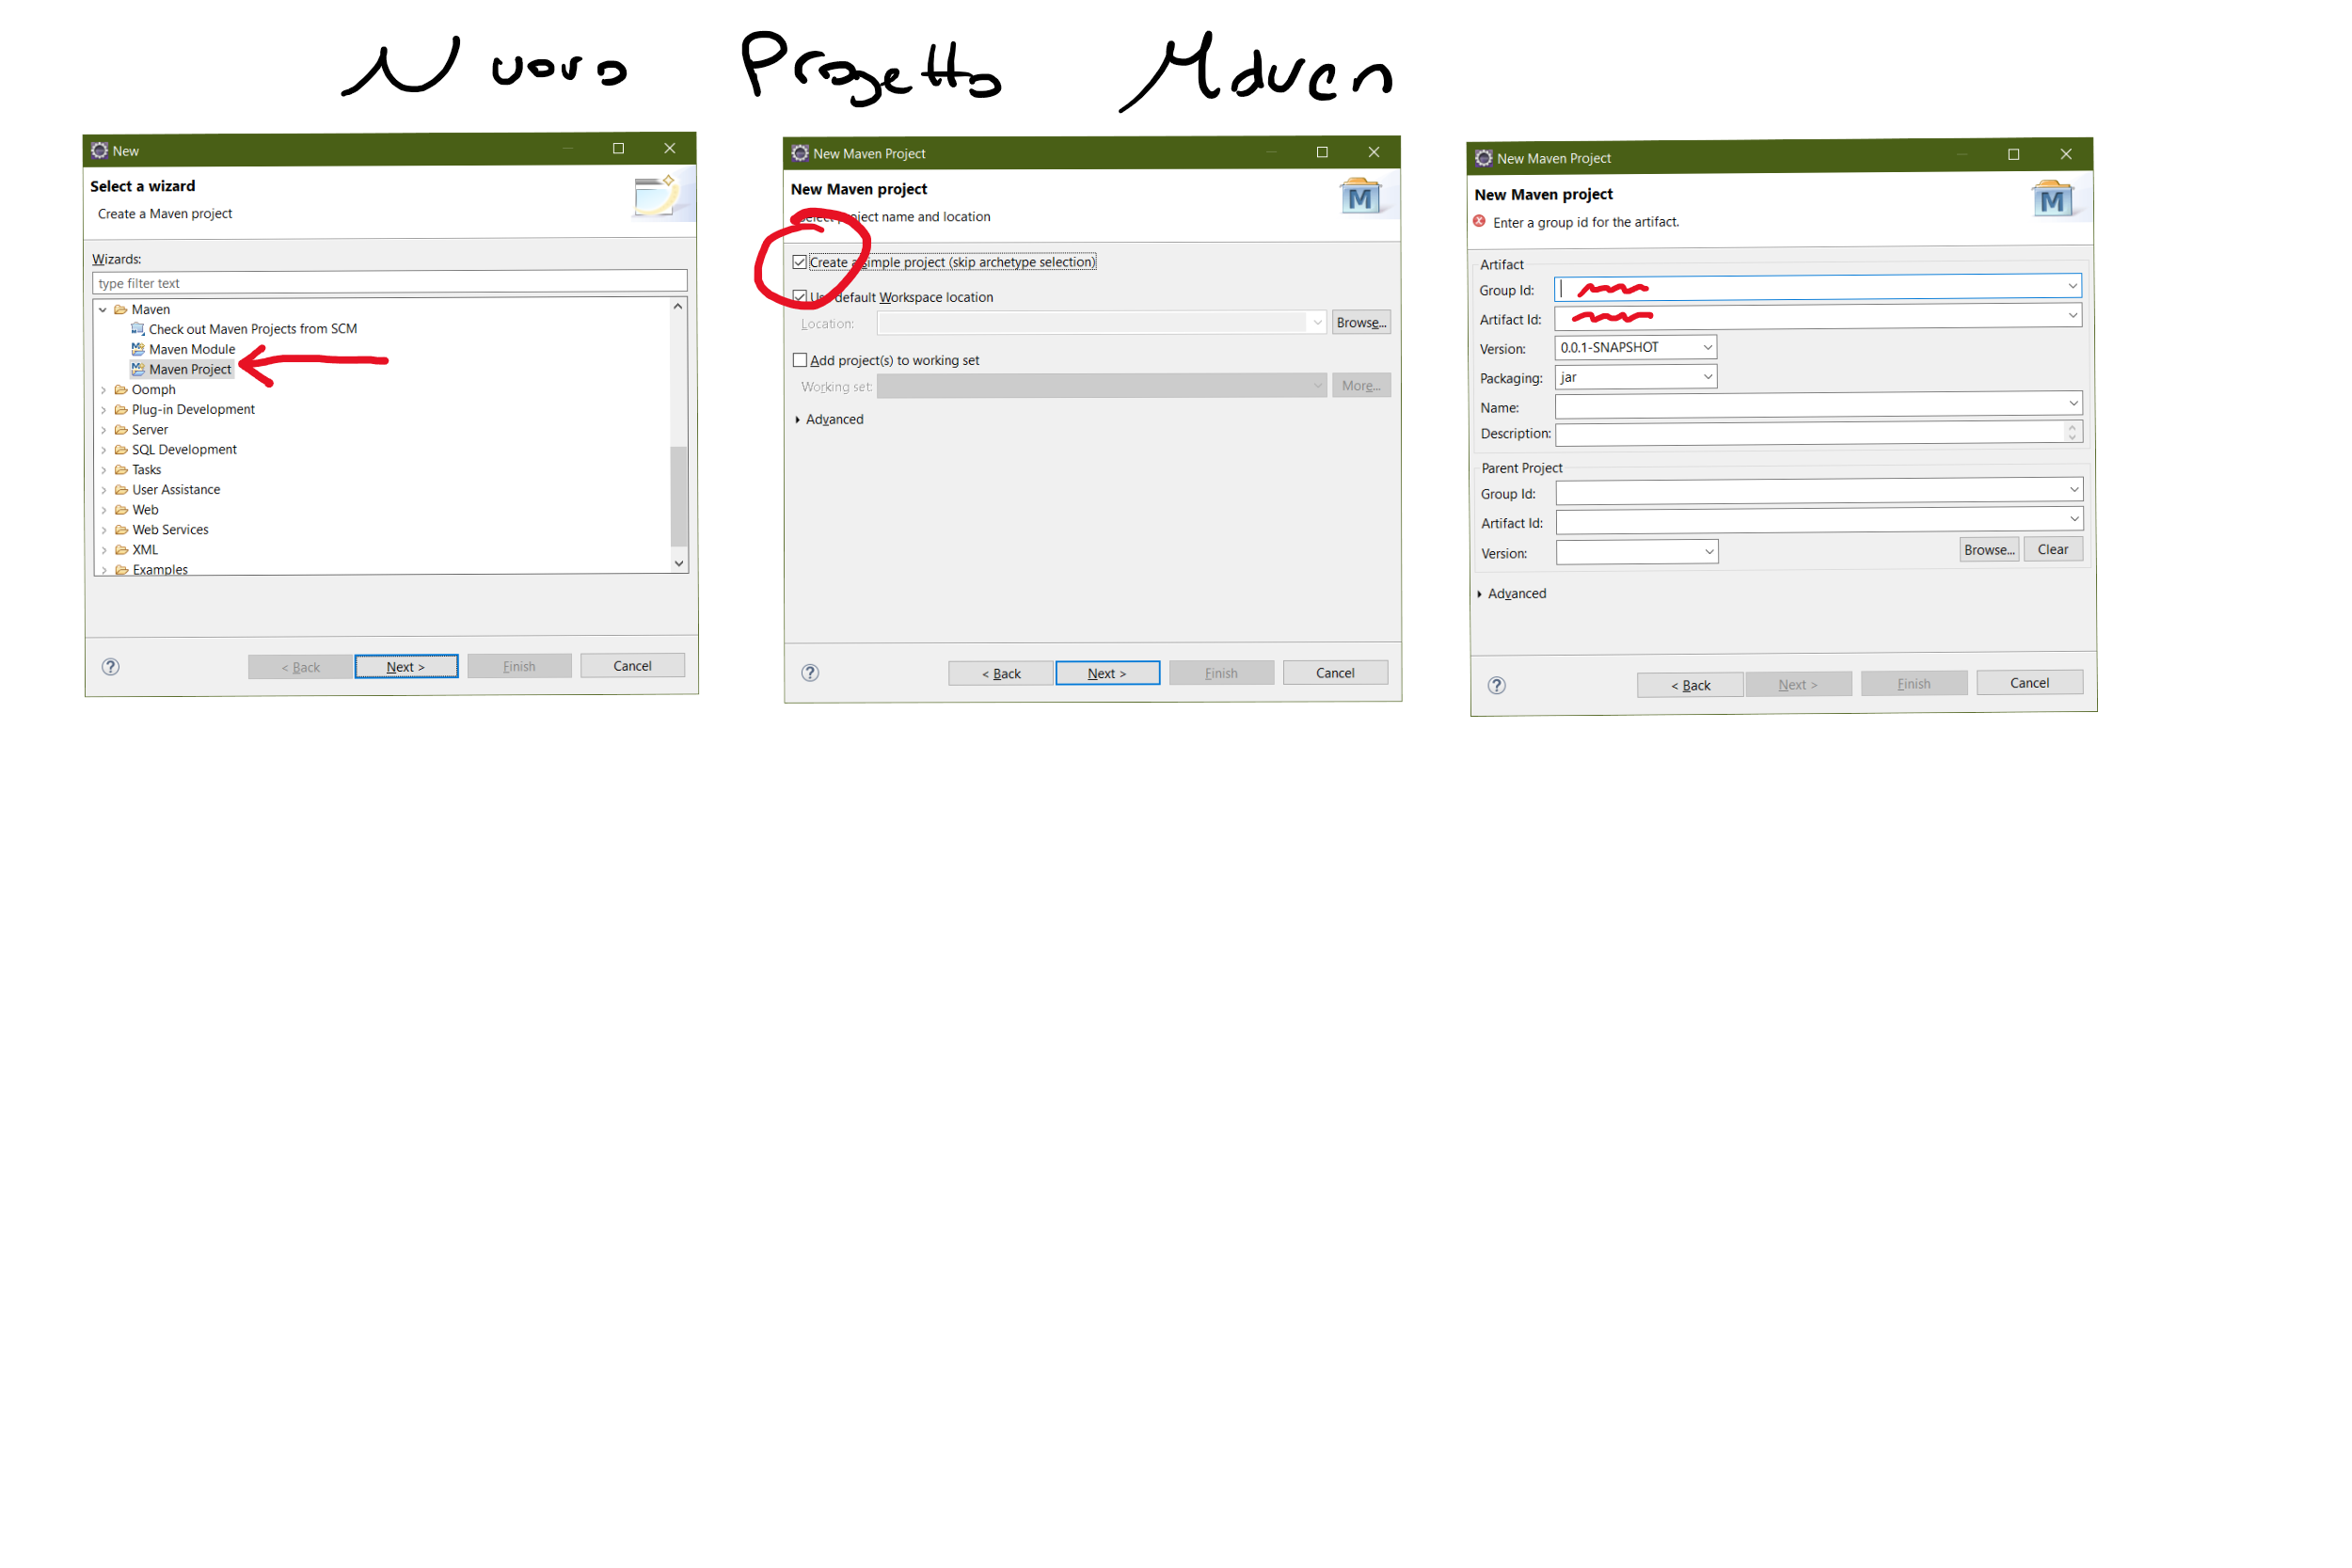 Nuovo Progetto Maven
New
Select a wizard
Create a Maven project
Wizards:
type filter text
Maven
Check out Maven Projects from SCM
Maven Module
Maven Project
Oomph
Plug-in Development
Server
SQL Development
Tasks
User Assistance
Web
Web Services
XML
Examples
< Back Next > Finish Cancel
New Maven Project
New Maven project
Select project name and location
Create a simple project (skip archetype selection)
Use default Workspace location
Location: Browse...
Add project(s) to working set
Working set: More...
Advanced
< Back Next > Finish Cancel
New Maven Project
New Maven project
Enter a group id for the artifact.
Artifact
Group Id:
Artifact Id:
Version: 0.0.1-SNAPSHOT
Packaging: jar
Name:
Description:
Parent Project
Group Id:
Artifact Id:
Version: Browse... Clear
Advanced
< Back Next > Finish Cancel